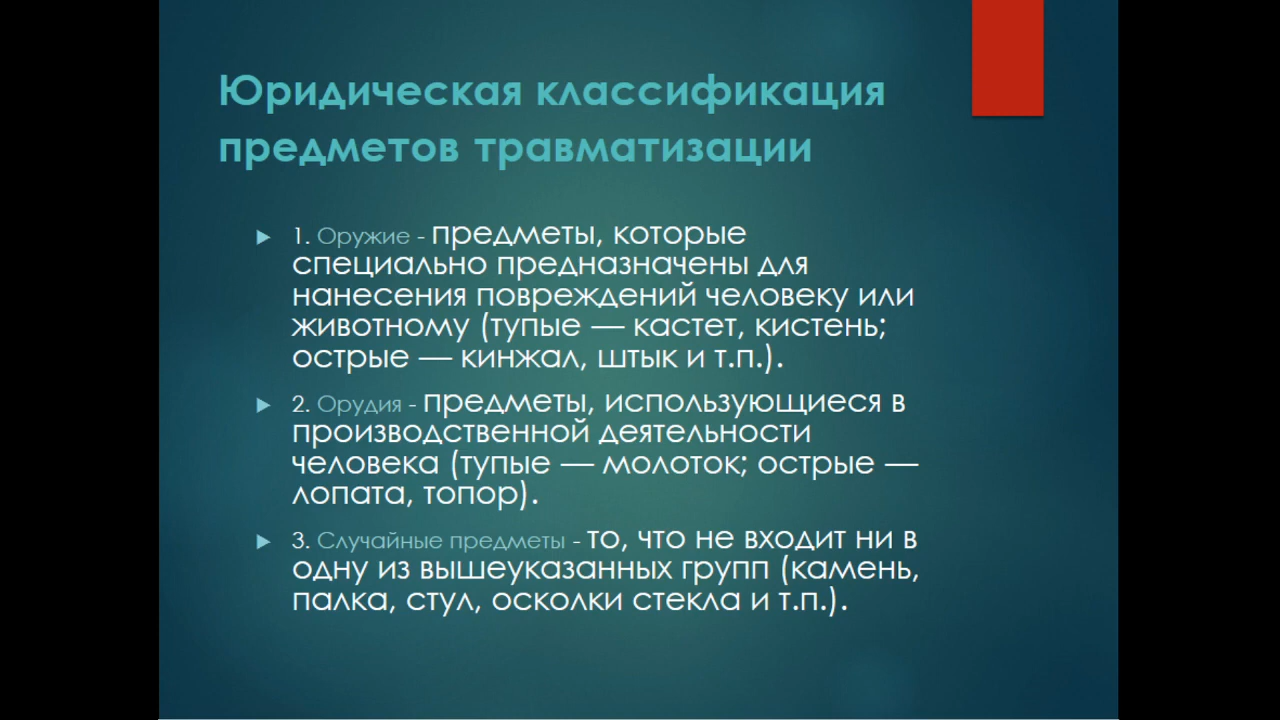 Юридическая классификация
предметов травматизации
1. Оружие - предметы, которые
специально предназначены для
нанесения повреждений человеку или
животному (тупые — кастет, кистень;
острые — кинжал, штык и т.п.).
2. Орудия - предметы, использующиеся в
производственной деятельности
человека (тупые — молоток; острые —
лопата, топор).
3. Случайные предметы - то, что не входит ни в
одну из вышеуказанных групп (камень,
палка, стул, осколки стекла и т.п.).